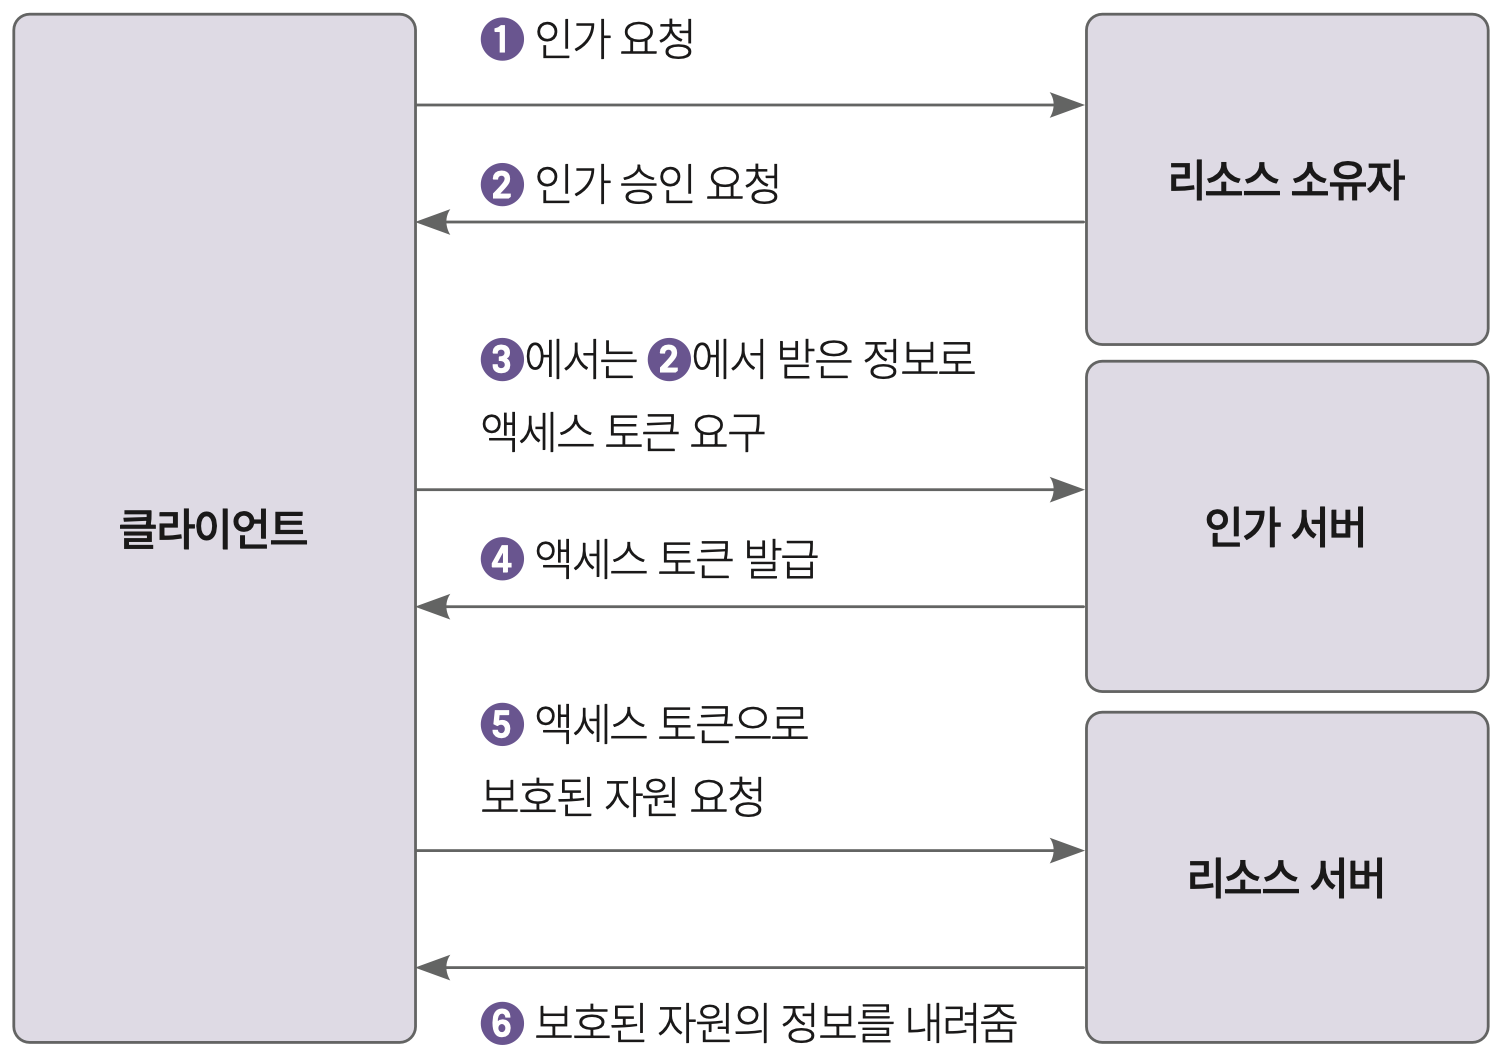 ❶ 인가 요청
❷ 인가 승인 요청
리소스 소유자
❸에서는 ❷에서 받은 정보로
액세스 토큰 요구
클라이언트
인가 서버
❹ 액세스 토큰 발급
❺ 액세스 토큰으로
보호된 자원 요청
리소스 서버
❻ 보호된 자원의 정보를 내려줌